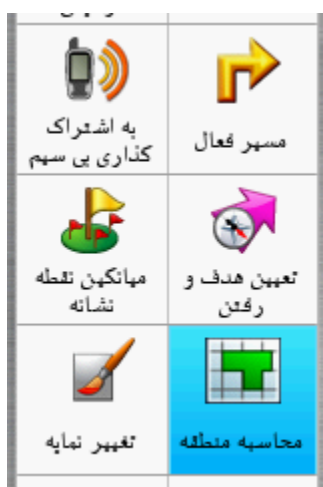 به اشتراک
گذاری بی سیم
مسیر فعال
میانگین نقطه
نشانه
تعیین هدف و
رفتن
تغییر نمایه
محاسبه منطقه